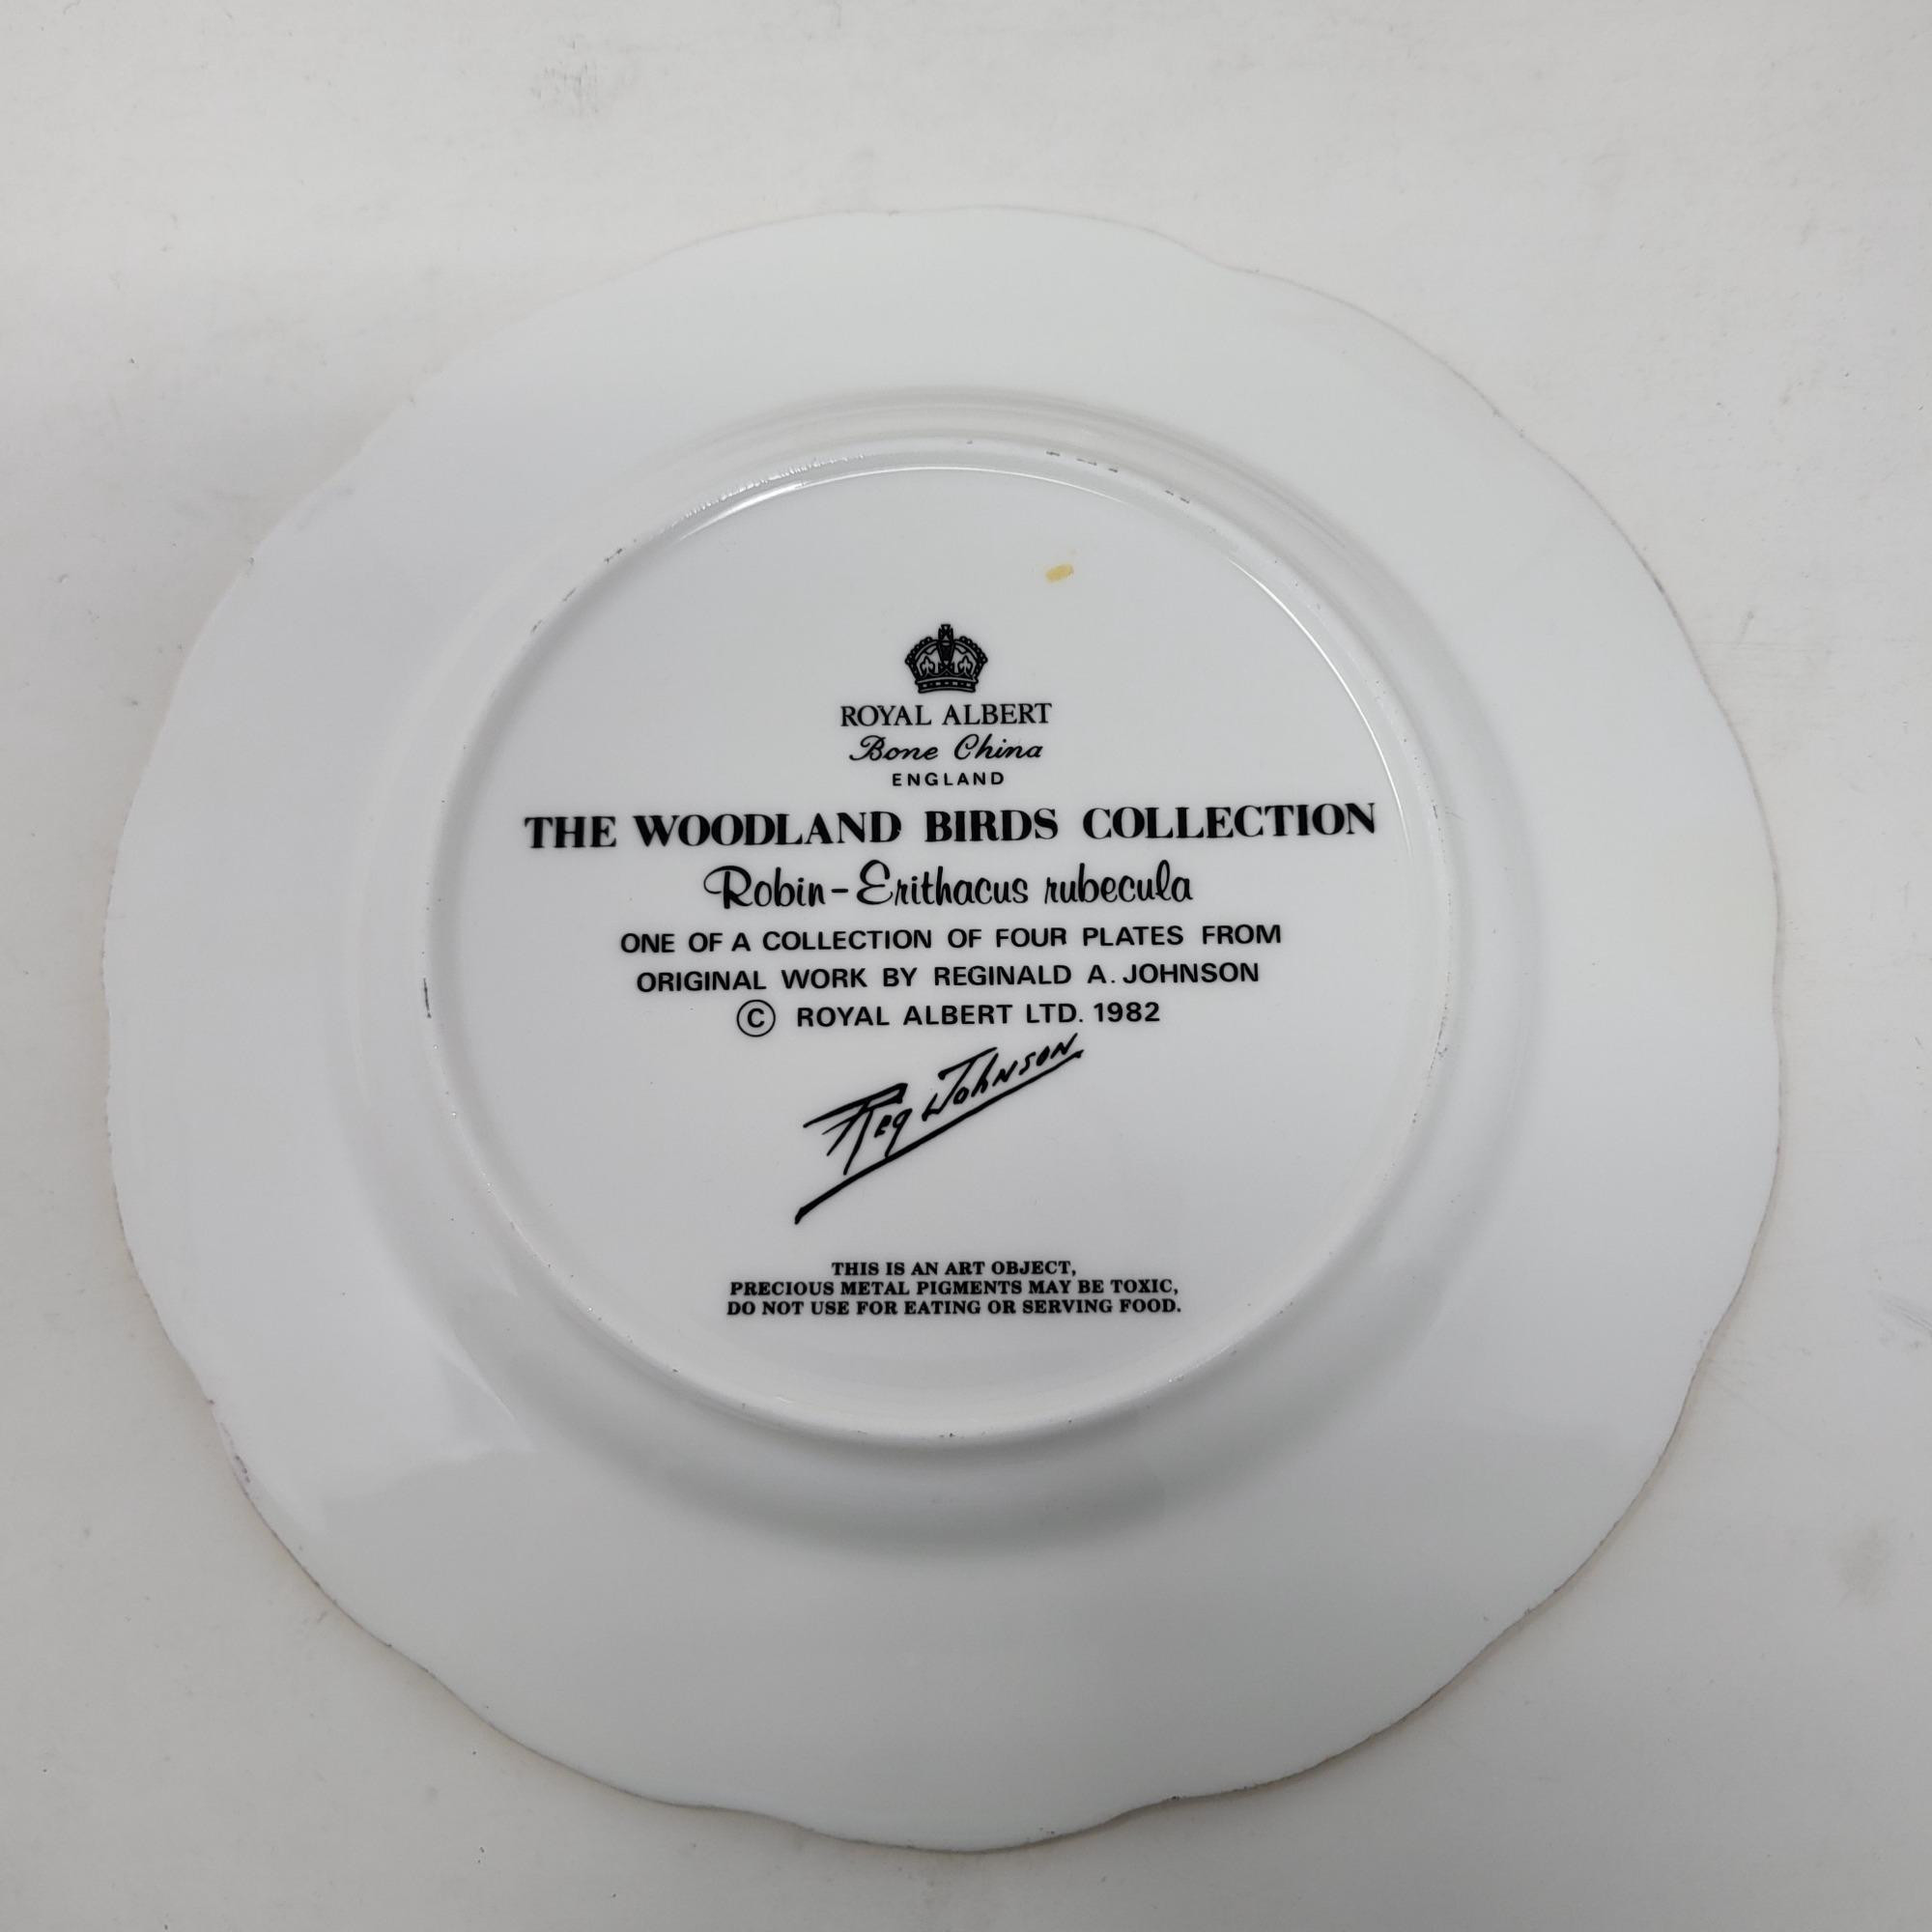 ROYAL ALBERT
Bone China
ENGLAND
THE WOODLAND BIRDS COLLECTION
Robin-Erithacus rubecula
ONE OF A COLLECTION OF FOUR PLATES FROM
ORIGINAL WORK BY REGINALD A. JOHNSON
© ROYAL ALBERT LTD. 1982
Reg Johnson
THIS IS AN ART OBJECT,
PRECIOUS METAL PIGMENTS MAY BE TOXIC,
DO NOT USE FOR EATING OR SERVING FOOD.